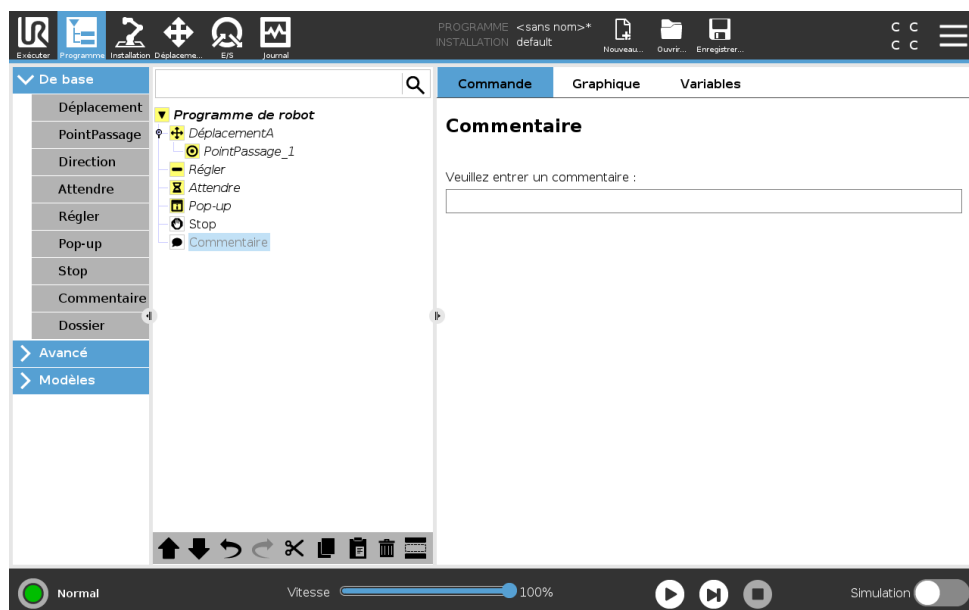 PROGRAMME <sans nom>*
INSTALLATION default
C C
C C
Exécuter
Programme
Installation
Déplaceme...
E/S
Journal
Nouveau...
Ouvrir...
Enregistrer...
De base
Déplacement
PointPassage
Direction
Attendre
Régler
Pop-up
Stop
Commentaire
Dossier
Avancé
Modèles
Programme de robot
DéplacementA
PointPassage_1
Régler
Attendre
Pop-up
Stop
Commentaire
Commande Graphique Variables
Commentaire
Veuillez entrer un commentaire :
Normal
Vitesse 100%
Simulation